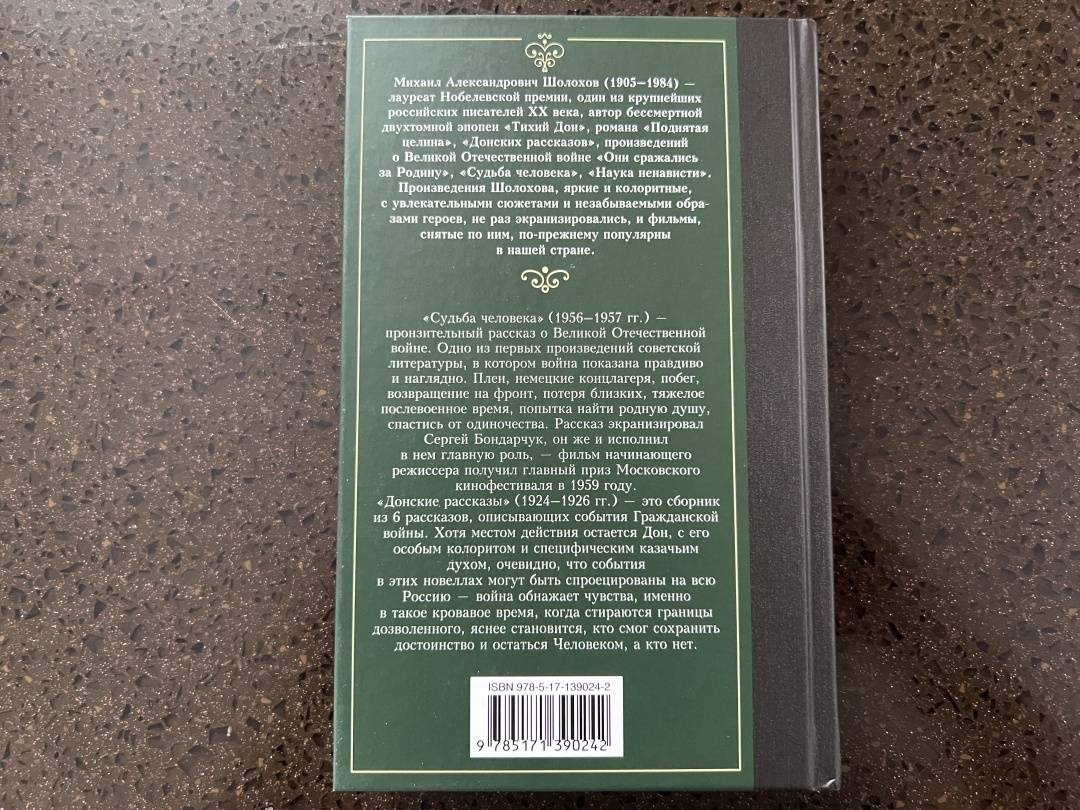 Михаил Александрович Шолохов (1905—1984) —
лауреат Нобелевской премии, один из крупнейших
российских писателей XX века, автор бессмертной
двухтомной эпопеи «Тихий Дон», романа «Поднятая
целина», «Донских рассказов», произведений
о Великой Отечественной войне «Они сражались
за Родину», «Судьба человека», «Наука ненависти».
Произведения Шолохова, яркие и колоритные,
с увлекательными сюжетами и незабываемыми обра-
зами героев, не раз экранизировались, и фильмы,
снятые по ним, по-прежнему популярны
в нашей стране.
«Судьба человека» (1956—1957 гг.) —
пронзительный рассказ о Великой Отечественной
войне. Одно из первых произведений советской
литературы, в котором война показана правдиво
и наглядно. Плен, немецкие концлагеря, побег,
возвращение на фронт, потеря близких, тяжелое
послевоенное время, попытка найти родную душу,
спастись от одиночества. Рассказ экранизировал
Сергей Бондарчук, он же и исполнил
в нем главную роль, — фильм начинающего
режиссера получил главный приз Московского
кинофестиваля в 1959 году.
«Донские рассказы» (1924—1926 гг.) — это сборник
из 6 рассказов, описывающих события Гражданской
войны. Хотя местом действия остается Дон, с его
особым колоритом и специфическим казачьим
духом, очевидно, что события
в этих новеллах могут быть спроецированы на всю
Россию — война обнажает чувства, именно
в такое кровавое время, когда стираются границы
дозволенного, яснее становится, кто смог сохранить
достоинство и остаться Человеком, а кто нет.
ISBN 978-5-17-139024-2
9 785171 390242